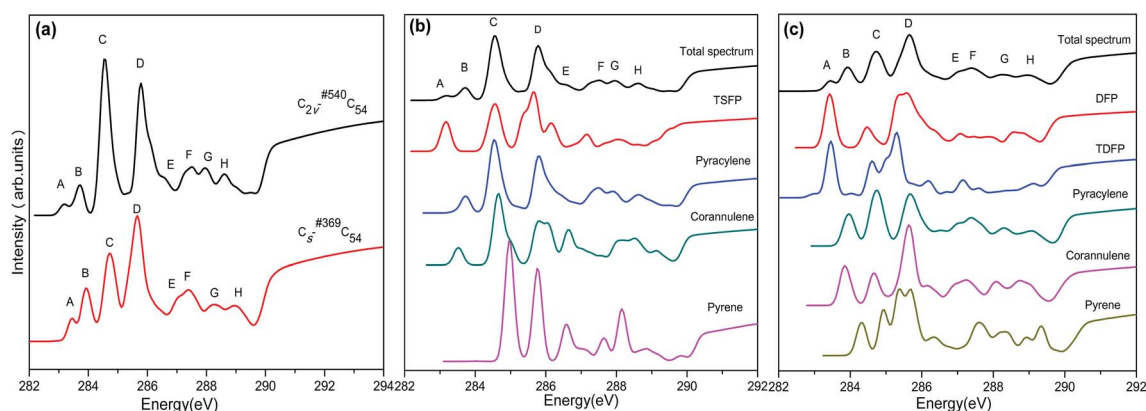 (a)
C
D
A
B
E
F
G
H
C2v-#540C54
A
B
C
D
E
F
G
H
Cs-#369C54
Intensity ( arb.units)
282 284 286 288 290 292 294
Energy(eV)
(b)
C
D
A
B
E
F
G
H
Total spectrum
TSFP
Pyracylene
Corannulene
Pyrene
282 284 286 288 290 292
Energy(eV)
(c)
D
C
A
B
E
F
G
H
Total spectrum
DFP
TDFP
Pyracylene
Corannulene
Pyrene
282 284 286 288 290 292
Energy(eV)